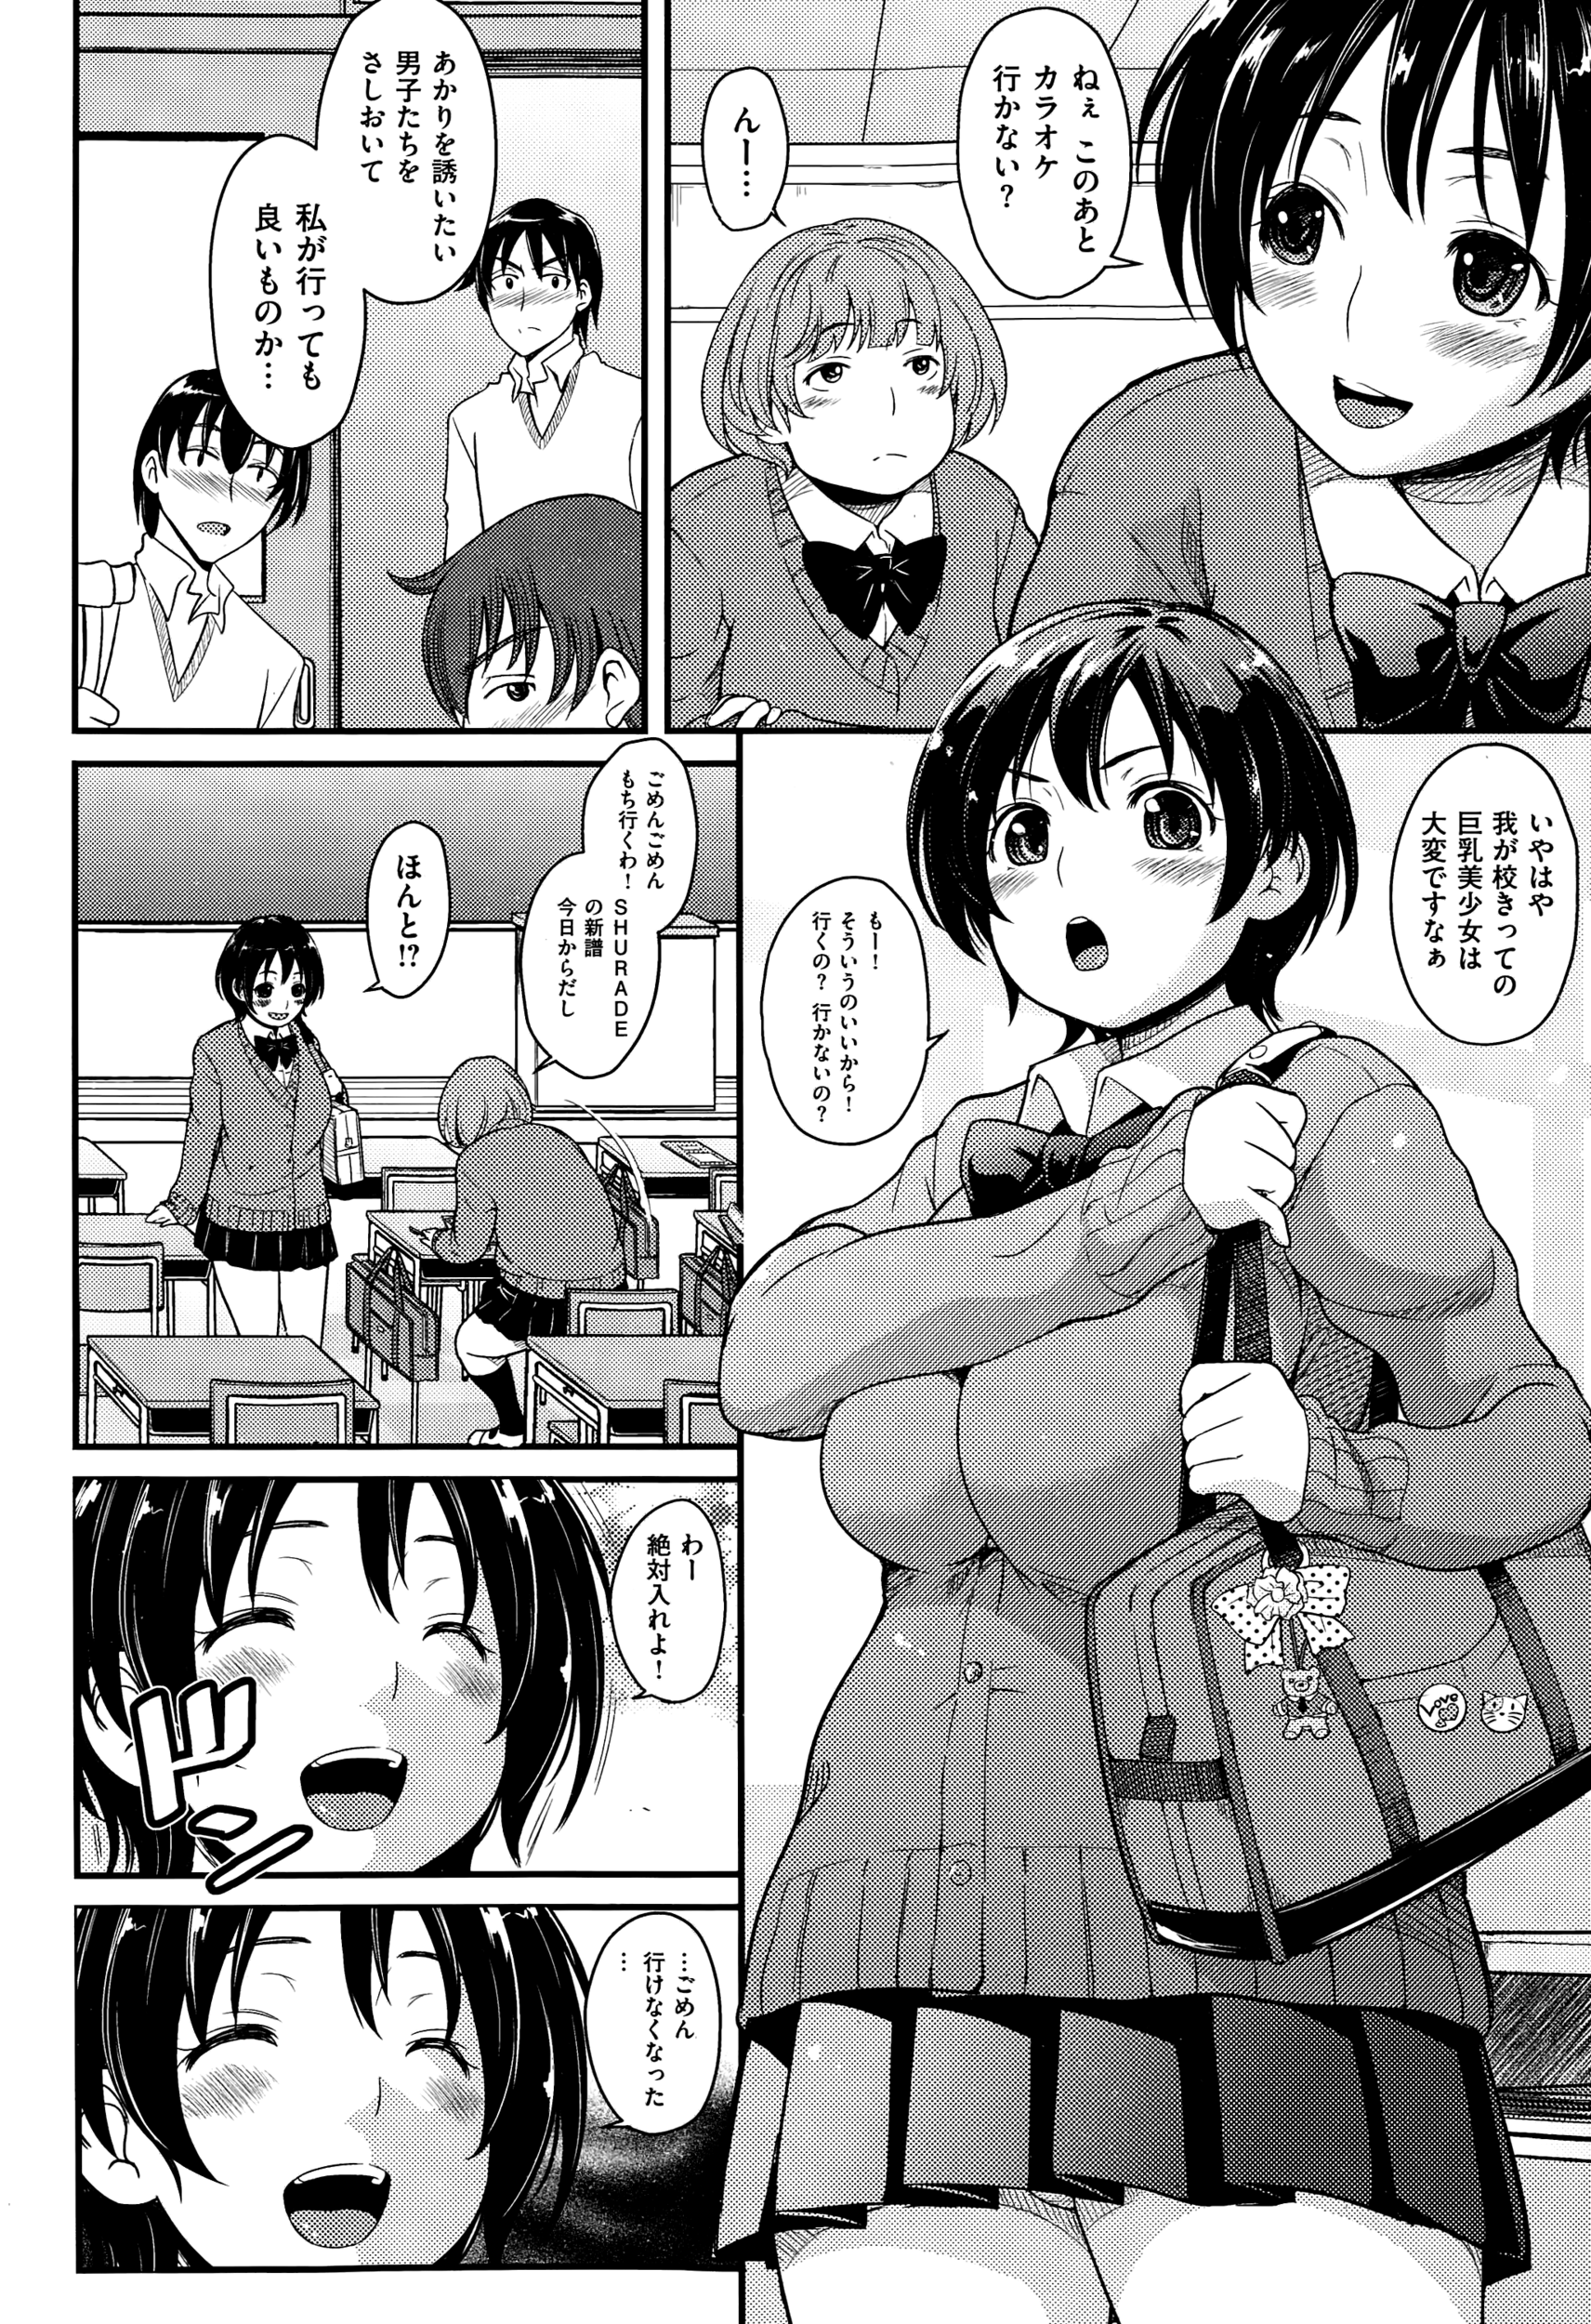 ねぇ このあと
カラオケ
行かない?
んー…
あかりを誘いたい
男子たちを
さしおいて
私が行っても
良いものか…
いやはや
我が校きっての
巨乳美少女は
大変ですなぁ
もー!
そういうのいいから!
行くの? 行かないの?
ごめんごめん
もち行くわ! SHURADE
の新譜
今日からだし
ほんと!?
わー
絶対入れよ!
ドン
…ごめん
行けなくなった
…
Love